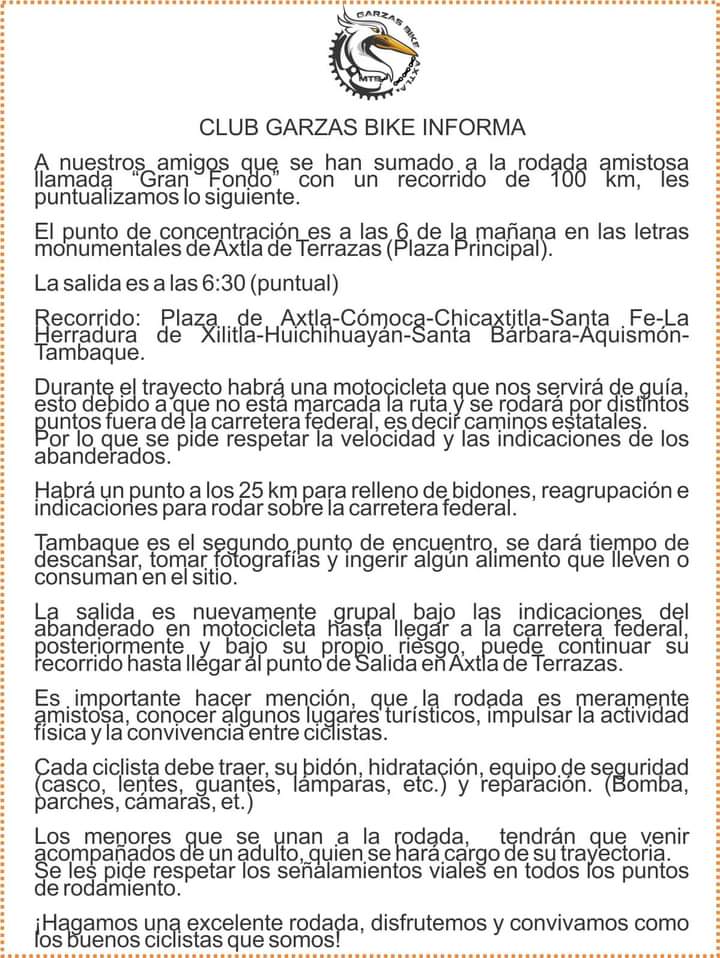 GARZAS BIKE AXTLA
MTB
CLUB GARZAS BIKE INFORMA
A nuestros amigos que se han sumado a la rodada amistosa
llamada “Gran Fondo” con un recorrido de 100 km, les
puntualizamos lo siguiente.
El punto de concentración es a las 6 de la mañana en las letras
monumentales de Axtla de Terrazas (Plaza Principal).
La salida es a las 6:30 (puntual)
Recorrido: Plaza de Axtla-Cómoca-Chicaxtitla-Santa Fe-La
Herradura de Xilitla-Huichihuayán-Santa Bárbara-Aquismón-
Tambaque.
Durante el trayecto habrá una motocicleta que nos servirá de guía,
esto debido a que no está marcada la ruta y se rodará por distintos
puntos fuera de la carretera federal, es decir caminos estatales.
Por lo que se pide respetar la velocidad y las indicaciones de los
abanderados.
Habrá un punto a los 25 km para relleno de bidones, reagrupación e
indicaciones para rodar sobre la carretera federal.
Tambaque es el segundo punto de encuentro, se dará tiempo de
descansar, tomar fotografías y ingerir algún alimento que lleven o
consuman en el sitio.
La salida es nuevamente grupal bajo las indicaciones del
abanderado en motocicleta hasta llegar a la carretera federal,
posteriormente y bajo su propio riesgo, puede continuar su
recorrido hasta llegar al punto de Salida en Axtla de Terrazas.
Es importante hacer mención, que la rodada es meramente
amistosa, conocer algunos lugares turísticos, impulsar la actividad
física y la convivencia entre ciclistas.
Cada ciclista debe traer, su bidón, hidratación, equipo de seguridad
(casco, lentes, guantes, lámparas, etc.) y reparación. (Bomba,
parches, cámaras, et.)
Los menores que se unan a la rodada, tendrán que venir
acompañados de un adulto, quien se hará cargo de su trayectoria.
Se les pide respetar los señalamientos viales en todos los puntos
de rodamiento.
¡Hagamos una excelente rodada, disfrutemos y convivamos como
los buenos ciclistas que somos!